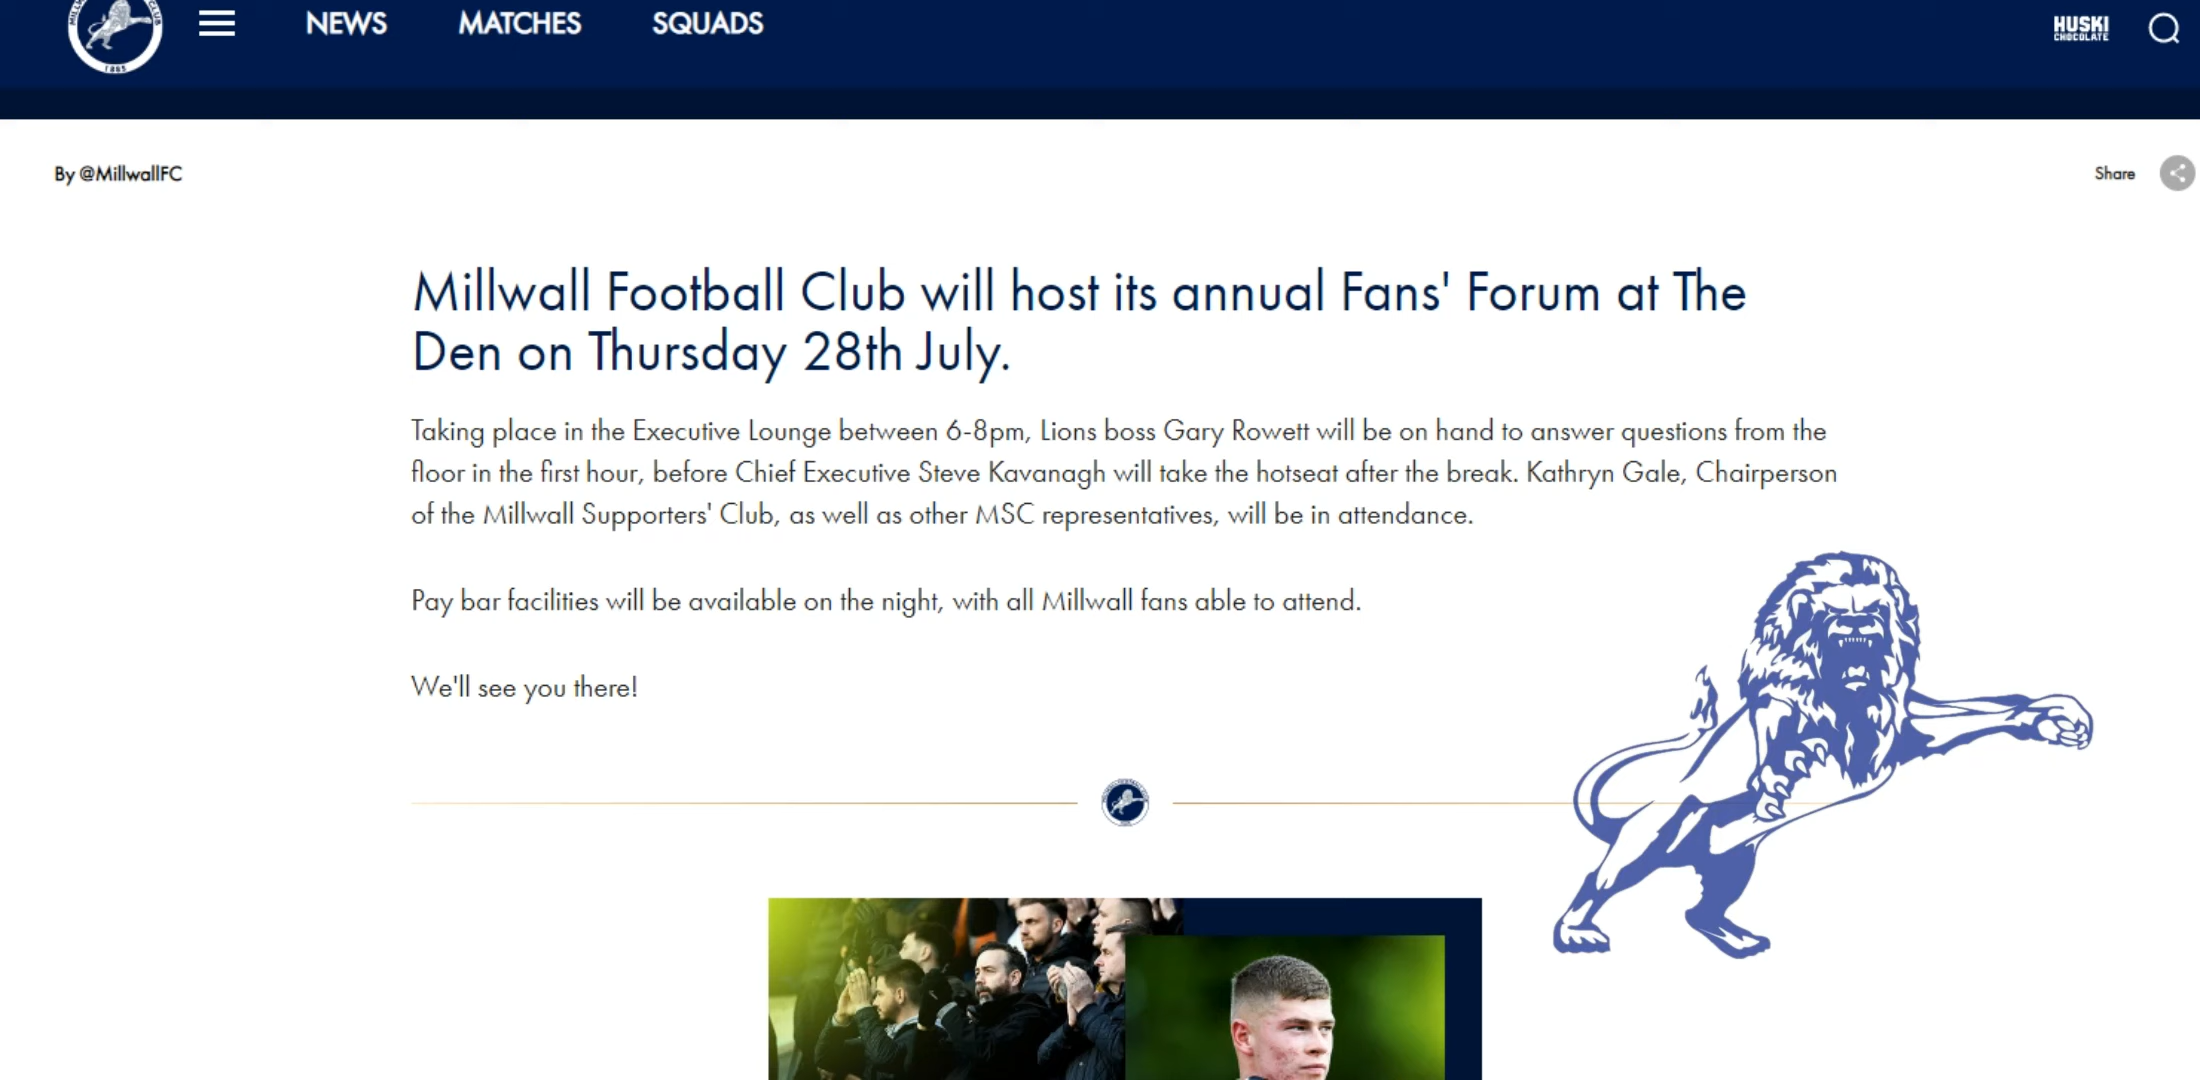 NEWS MATCHES SQUADS
HUSKI
CHOCOLATE
1885
By @MillwallFC
Share
Millwall Football Club will host its annual Fans' Forum at The
Den on Thursday 28th July.
Taking place in the Executive Lounge between 6-8pm, Lions boss Gary Rowett will be on hand to answer questions from the
floor in the first hour, before Chief Executive Steve Kavanagh will take the hotseat after the break. Kathryn Gale, Chairperson
of the Millwall Supporters' Club, as well as other MSC representatives, will be in attendance.
Pay bar facilities will be available on the night, with all Millwall fans able to attend.
We'll see you there!